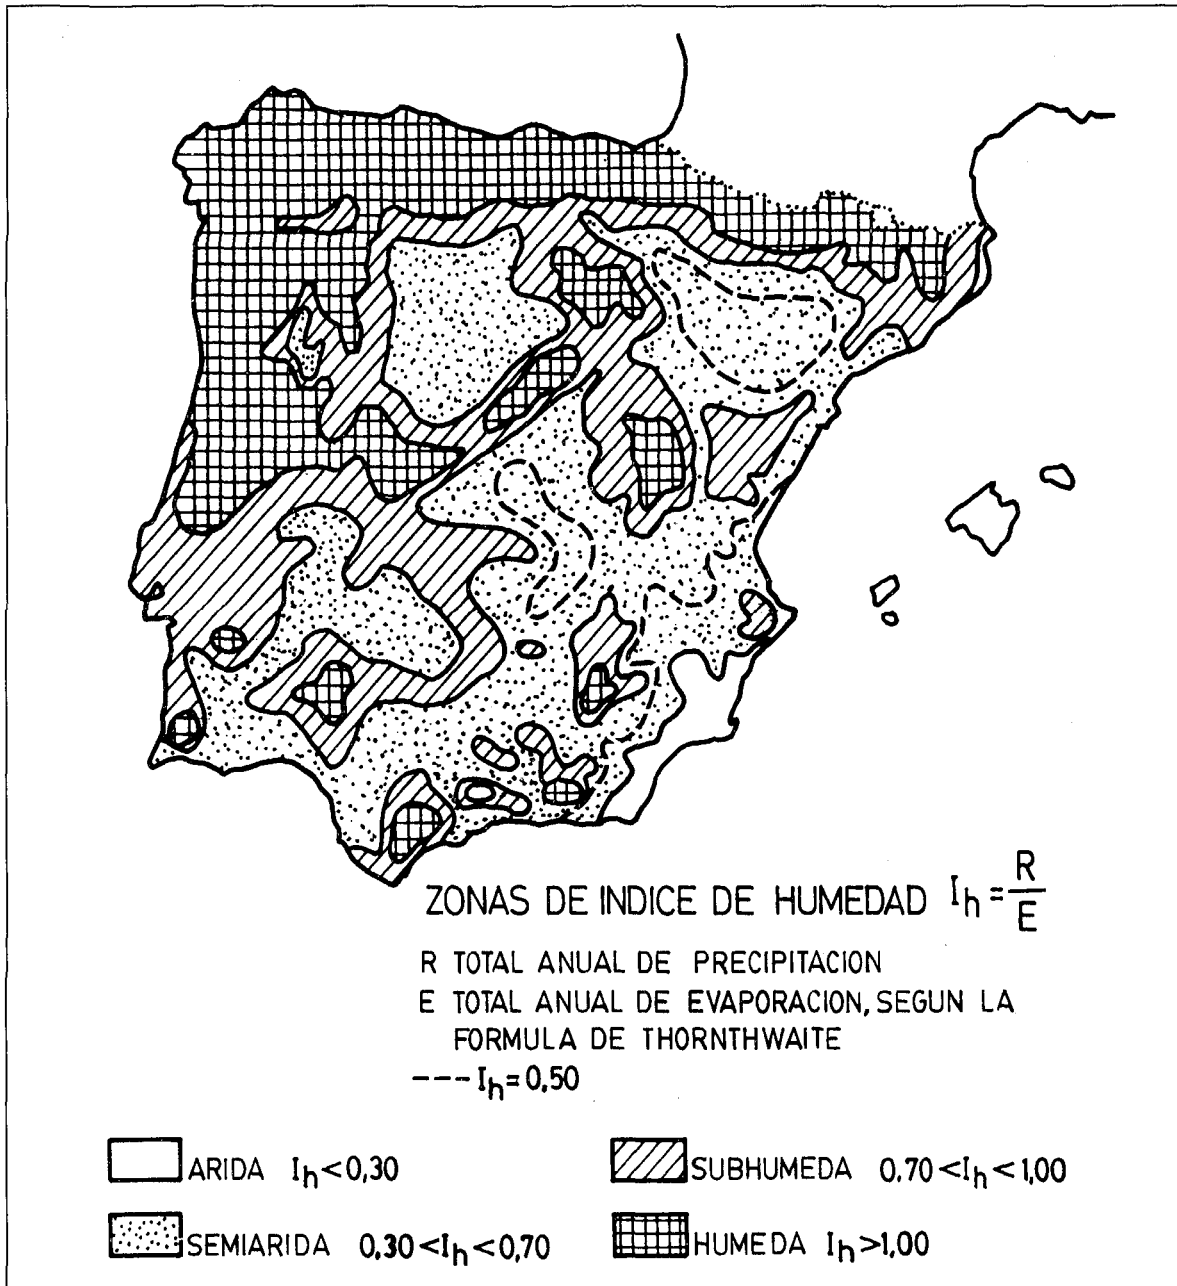 ZONAS DE INDICE DE HUMEDAD Ih = R/E
R TOTAL ANUAL DE PRECIPITACION
E TOTAL ANUAL DE EVAPORACION, SEGUN LA
FORMULA DE THORNTHWAITE
---- Ih = 0,50
ARIDA Ih < 0,30
SUBHUMEDA 0.70 < Ih < 1,00
SEMIARIDA 0,30 < Ih < 0,70
HUMEDA Ih > 1,00